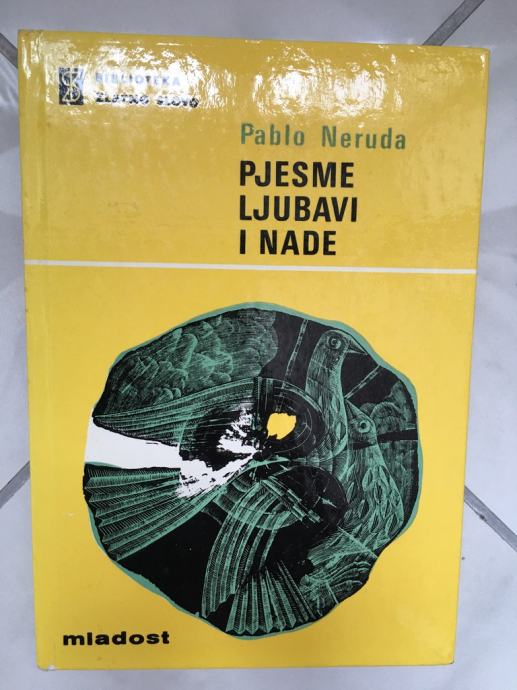 BIBLIOTEKA
ZLATNO SLOVO
Pablo Neruda
PJESME
LJUBAVI
I NADE
mladost